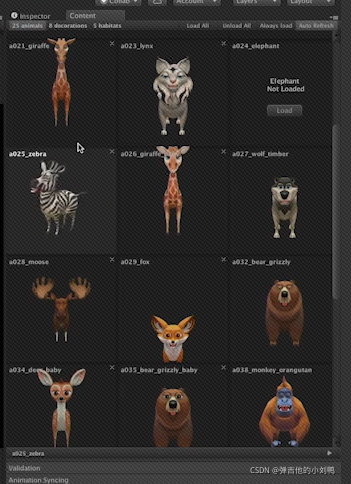 Collab
Account
Layers
Layout
Inspector
Content
25 animals
8 decorations
5 habitats
Load All
Unload All
Always load
Auto Refresh
a021_giraffe
a023_lynx
a024_elephant
Elephant
Not Loaded
Load
a025_zebra
a026_giraffe
a027_wolf_timber
a028_moose
a029_fox
a032_bear_grizzly
a034_deer_baby
a035_bear_grizzly_baby
a038_monkey_orangutan
a025_zebra
Validation
Animation Syncing
CSDN @弹吉他的小刘鸭